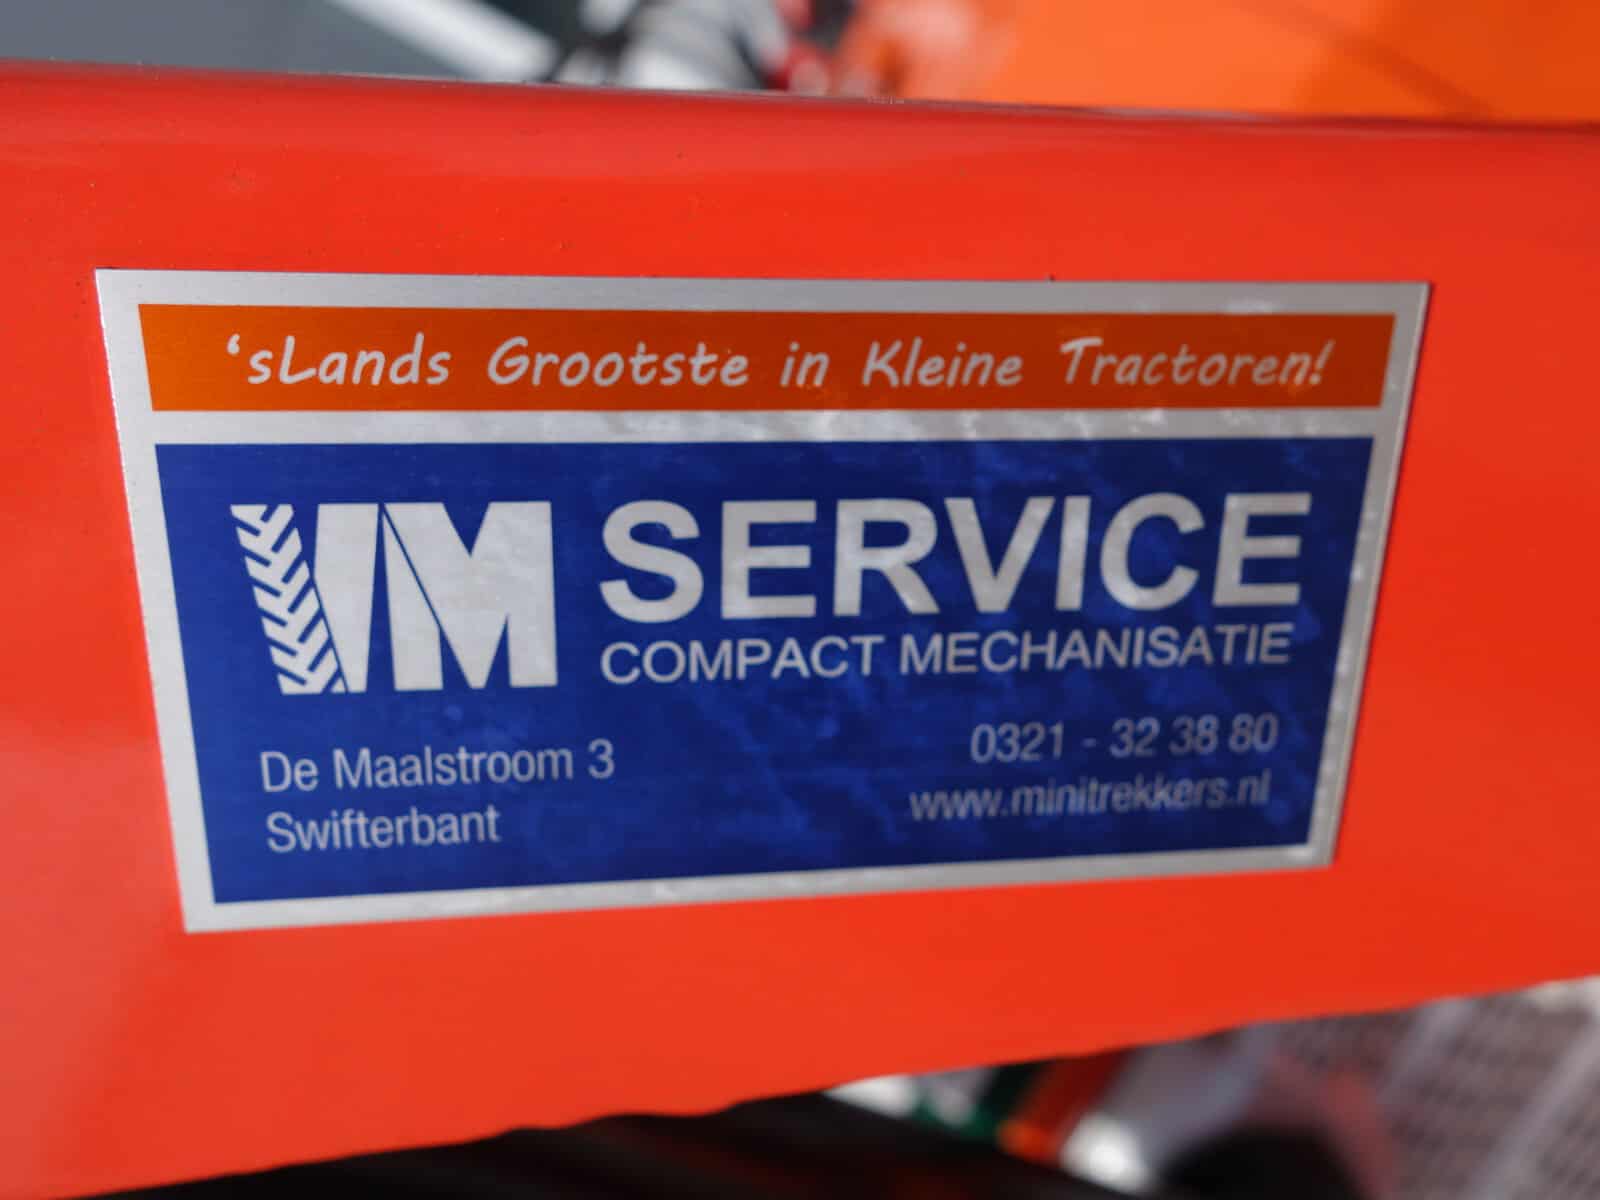 ‘sLands Grootste in Kleine Tractoren!
VM SERVICE
COMPACT MECHANISATIE
De Maalstroom 3
Swifterbant
0321 - 32 38 80
www.minitrekkers.nl